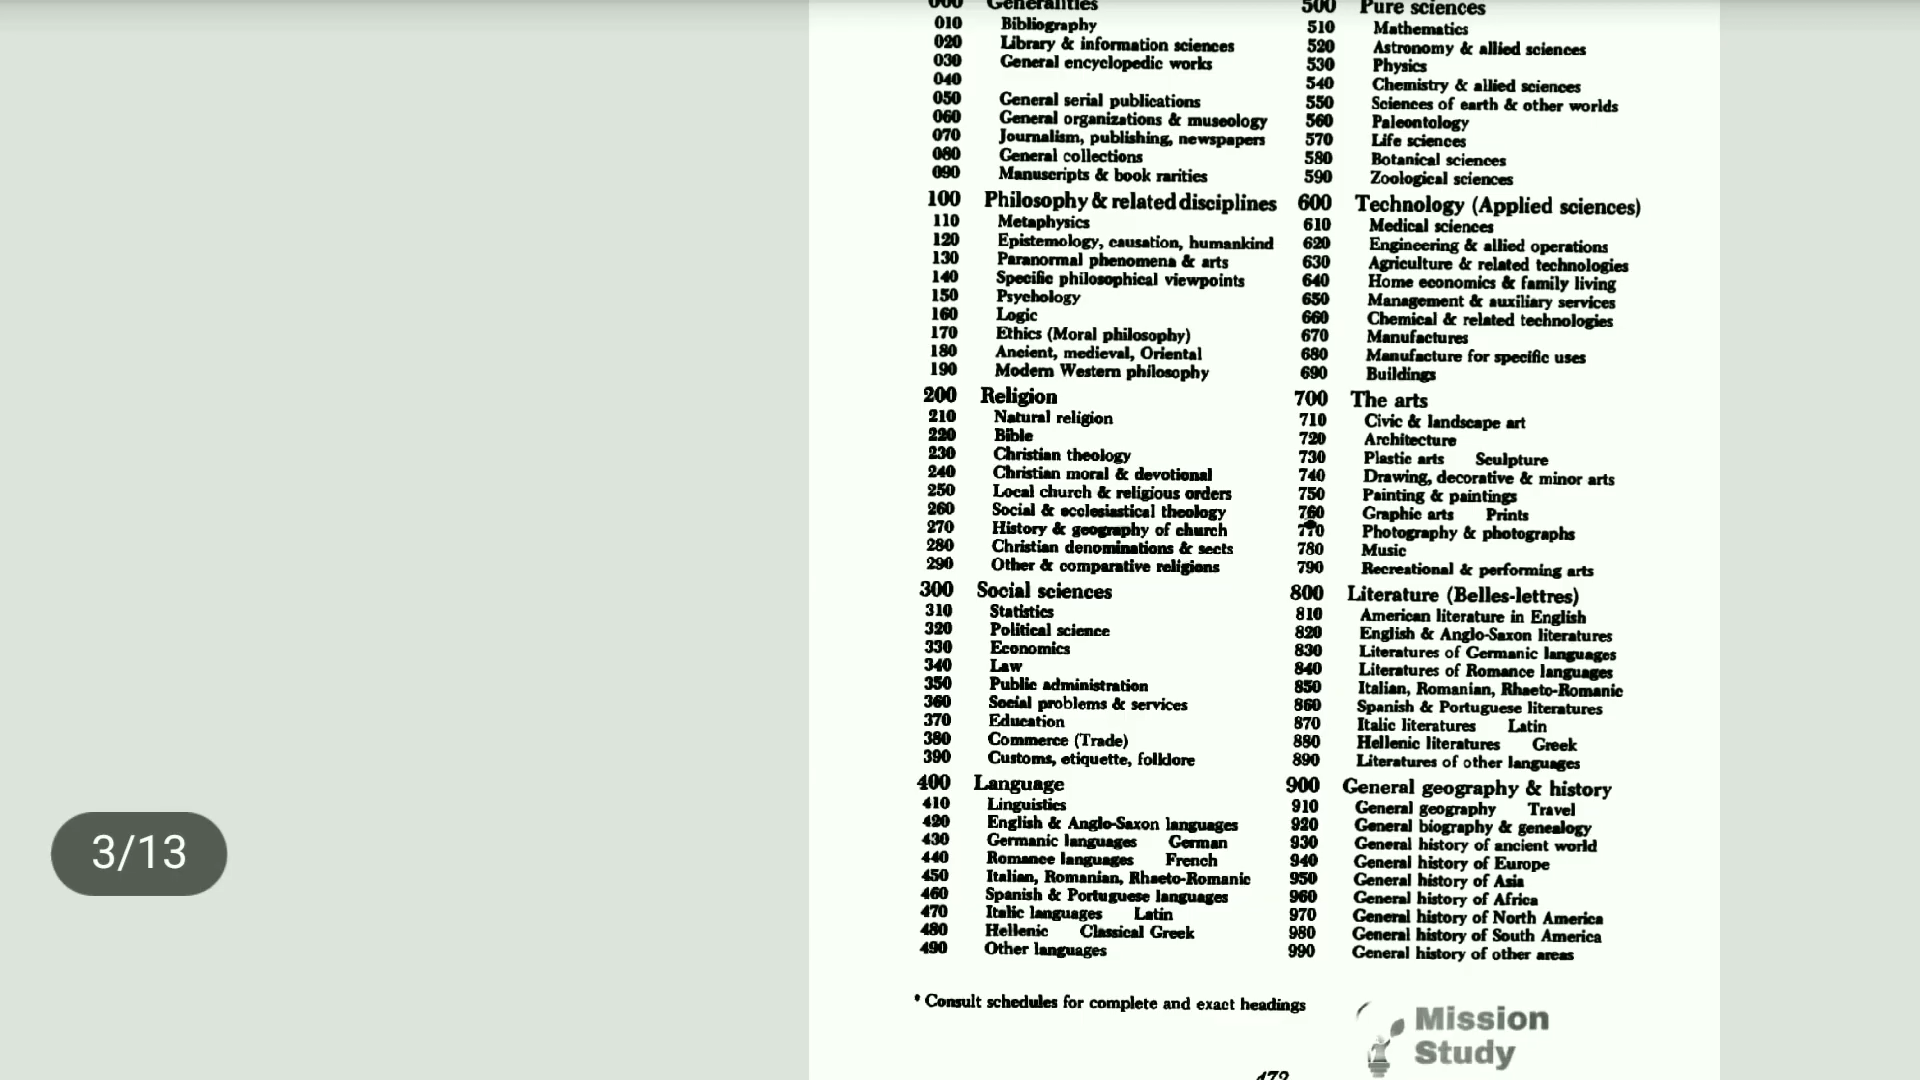 000 Generalities
010 Bibliography
020 Library & information sciences
030 General encyclopedic works
040
050 General serial publications
060 General organizations & museology
070 Journalism, publishing, newspapers
080 General collections
090 Manuscripts & book rarities
100 Philosophy & related disciplines
110 Metaphysics
120 Epistemology, causation, humankind
130 Paranormal phenomena & arts
140 Specific philosophical viewpoints
150 Psychology
160 Logic
170 Ethics (Moral philosophy)
180 Ancient, medieval, Oriental
190 Modern Western philosophy
200 Religion
210 Natural religion
220 Bible
230 Christian theology
240 Christian moral & devotional
250 Local church & religious orders
260 Social & ecclesiastical theology
270 History & geography of church
280 Christian denominations & sects
290 Other & comparative religions
300 Social sciences
310 Statistics
320 Political science
330 Economics
340 Law
350 Public administration
360 Social problems & services
370 Education
380 Commerce (Trade)
390 Customs, etiquette, folklore
400 Language
410 Linguistics
420 English & Anglo-Saxon languages
430 Germanic languages German
440 Romance languages French
450 Italian, Romanian, Rhaeto-Romanic
460 Spanish & Portuguese languages
470 Italic languages Latin
480 Hellenic Classical Greek
490 Other languages
500 Pure sciences
510 Mathematics
520 Astronomy & allied sciences
530 Physics
540 Chemistry & allied sciences
550 Sciences of earth & other worlds
560 Paleontology
570 Life sciences
580 Botanical sciences
590 Zoological sciences
600 Technology (Applied sciences)
610 Medical sciences
620 Engineering & allied operations
630 Agriculture & related technologies
640 Home economics & family living
650 Management & auxiliary services
660 Chemical & related technologies
670 Manufactures
680 Manufacture for specific uses
690 Buildings
700 The arts
710 Civic & landscape art
720 Architecture
730 Plastic arts Sculpture
740 Drawing, decorative & minor arts
750 Painting & paintings
760 Graphic arts Prints
770 Photography & photographs
780 Music
790 Recreational & performing arts
800 Literature (Belles-lettres)
810 American literature in English
820 English & Anglo-Saxon literatures
830 Literatures of Germanic languages
840 Literatures of Romance languages
850 Italian, Romanian, Rhaeto-Romanic
860 Spanish & Portuguese literatures
870 Italic literatures Latin
880 Hellenic literatures Greek
890 Literatures of other languages
900 General geography & history
910 General geography Travel
920 General biography & genealogy
930 General history of ancient world
940 General history of Europe
950 General history of Asia
960 General history of Africa
970 General history of North America
980 General history of South America
990 General history of other areas
* Consult schedules for complete and exact headings
3/13
Mission
Study